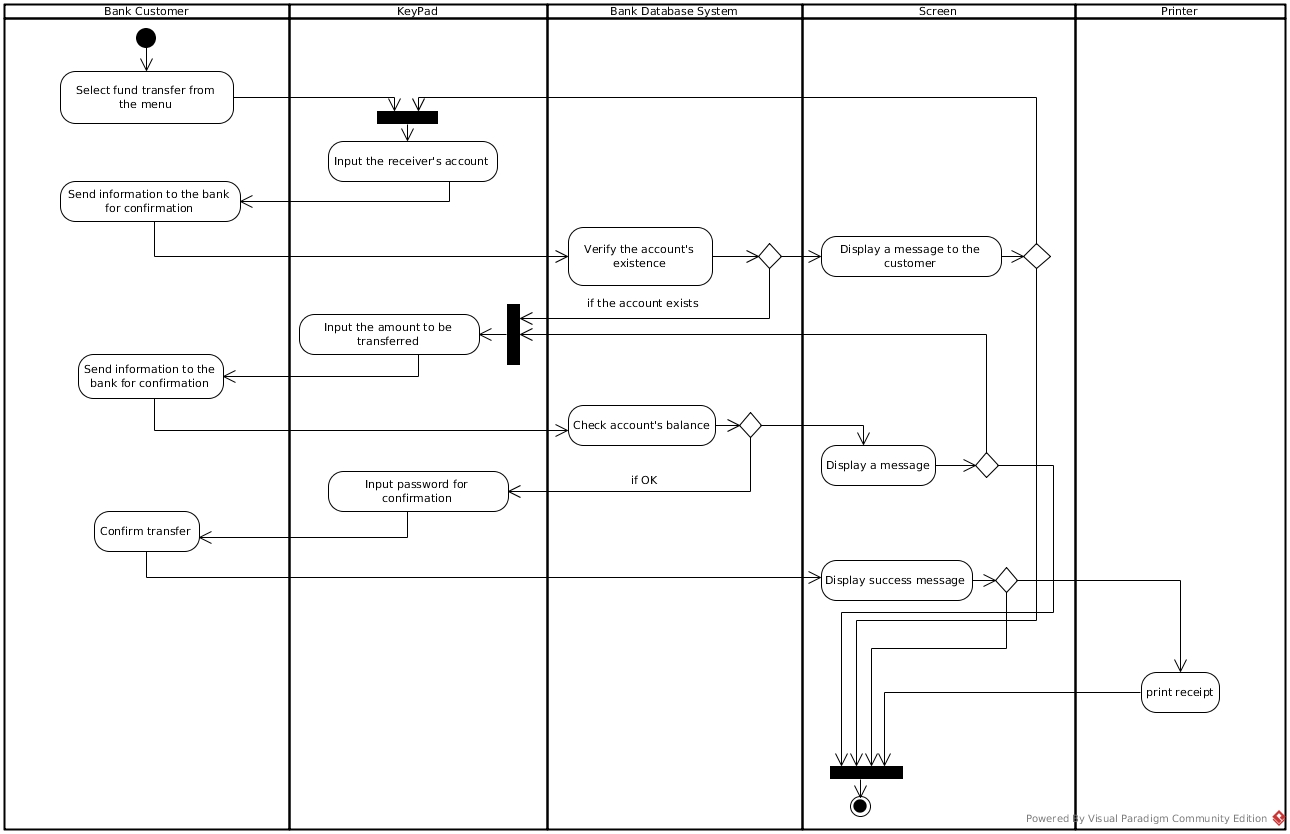 Bank Customer
KeyPad
Bank Database System
Screen
Printer
Select fund transfer from
the menu
Input the receiver's account
Send information to the bank
for confirmation
Verify the account's
existence
Display a message to the
customer
if the account exists
Input the amount to be
transferred
Send information to the
bank for confirmation
Check account's balance
Display a message
if OK
Input password for
confirmation
Confirm transfer
Display success message
print receipt
Powered By Visual Paradigm Community Edition